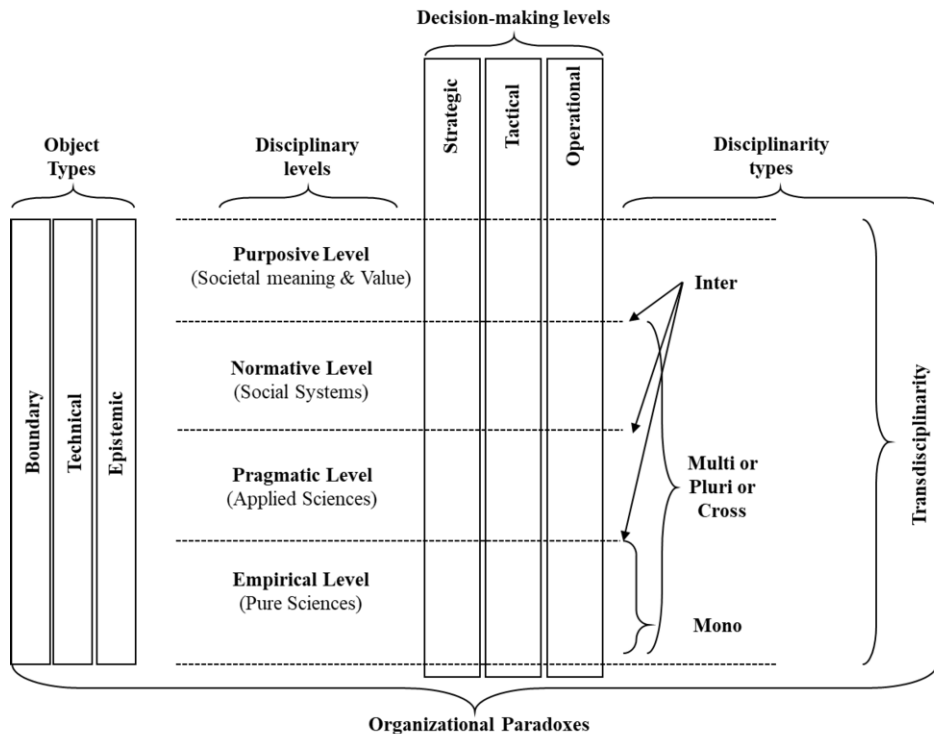 Decision-making levels
Strategic
Tactical
Operational
Object
Types
Disciplinary
levels
Disciplinarity
types
Purposive Level
(Societal meaning & Value)
Inter
Normative Level
(Social Systems)
Boundary
Technical
Epistemic
Pragmatic Level
(Applied Sciences)
Multi or
Pluri or
Cross
Transdisciplinarity
Empirical Level
(Pure Sciences)
Mono
Organizational Paradoxes